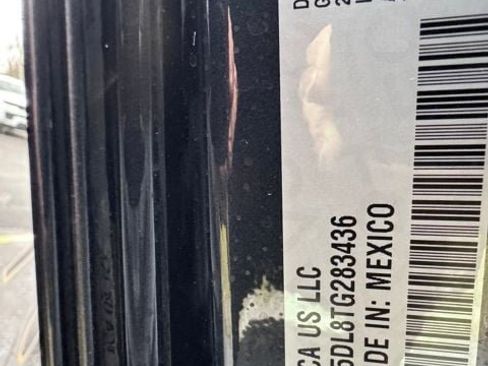 CA US LLC
5DL8TG283436
DE IN: MEXICO